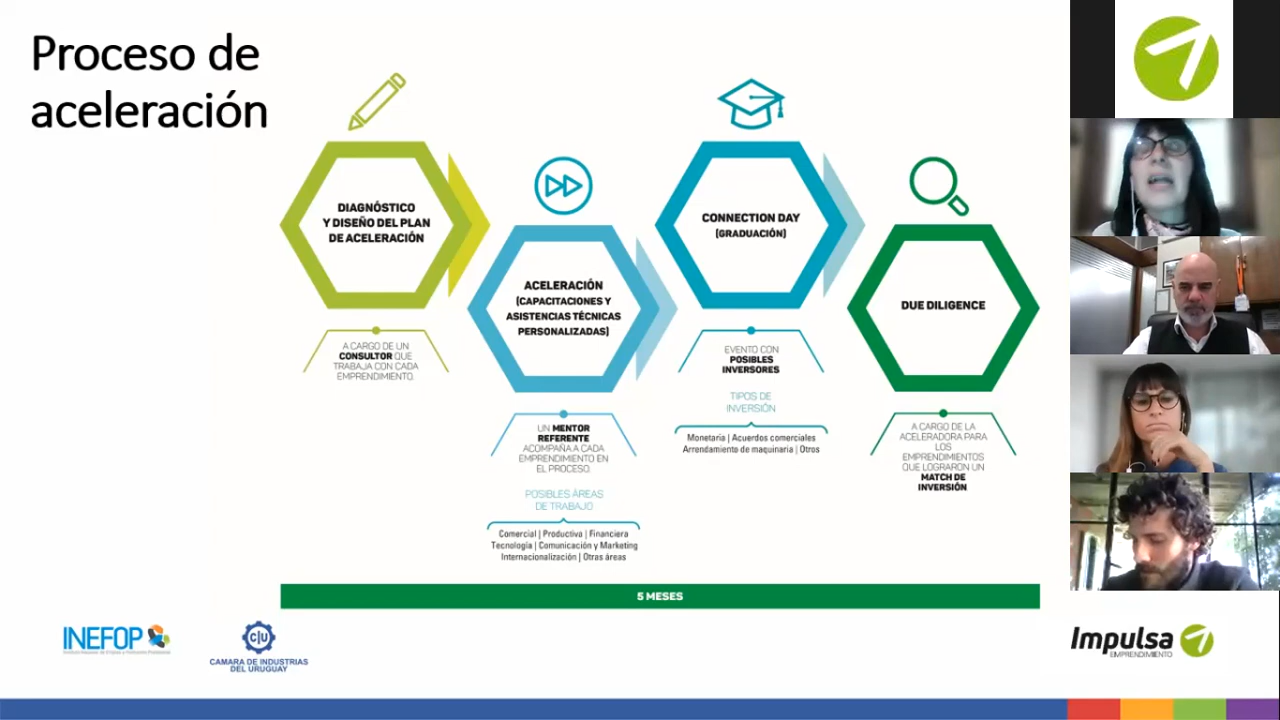 Proceso de
aceleración
DIAGNÓSTICO
Y DISEÑO DEL PLAN
DE ACELERACIÓN
A CARGO DE UN
CONSULTOR QUE
TRABAJA CON CADA
EMPRENDIMIENTO.
ACELERACIÓN
(CAPACITACIONES Y
ASISTENCIAS TÉCNICAS
PERSONALIZADAS)
UN MENTOR
REFERENTE
ACOMPAÑA A CADA
EMPRENDIMIENTO EN
EL PROCESO.
POSIBLES ÁREAS
DE TRABAJO
Comercial | Productiva | Financiera
Tecnología | Comunicación y Marketing
Internacionalización | Otras áreas
CONNECTION DAY
(GRADUACIÓN)
EVENTO CON
POSIBLES
INVERSORES
TIPOS DE
INVERSIÓN
Monetaria | Acuerdos comerciales
Arrendamiento de maquinaria | Otros
DUE DILIGENCE
A CARGO DE LA
ACELERADORA PARA
LOS
EMPRENDIMIENTOS
QUE LOGRARON UN
MATCH DE
INVERSIÓN
5 MESES
INEFOP
CIU
CAMARA DE INDUSTRIAS
DEL URUGUAY
Impulsa
EMPRENDIMIENTO